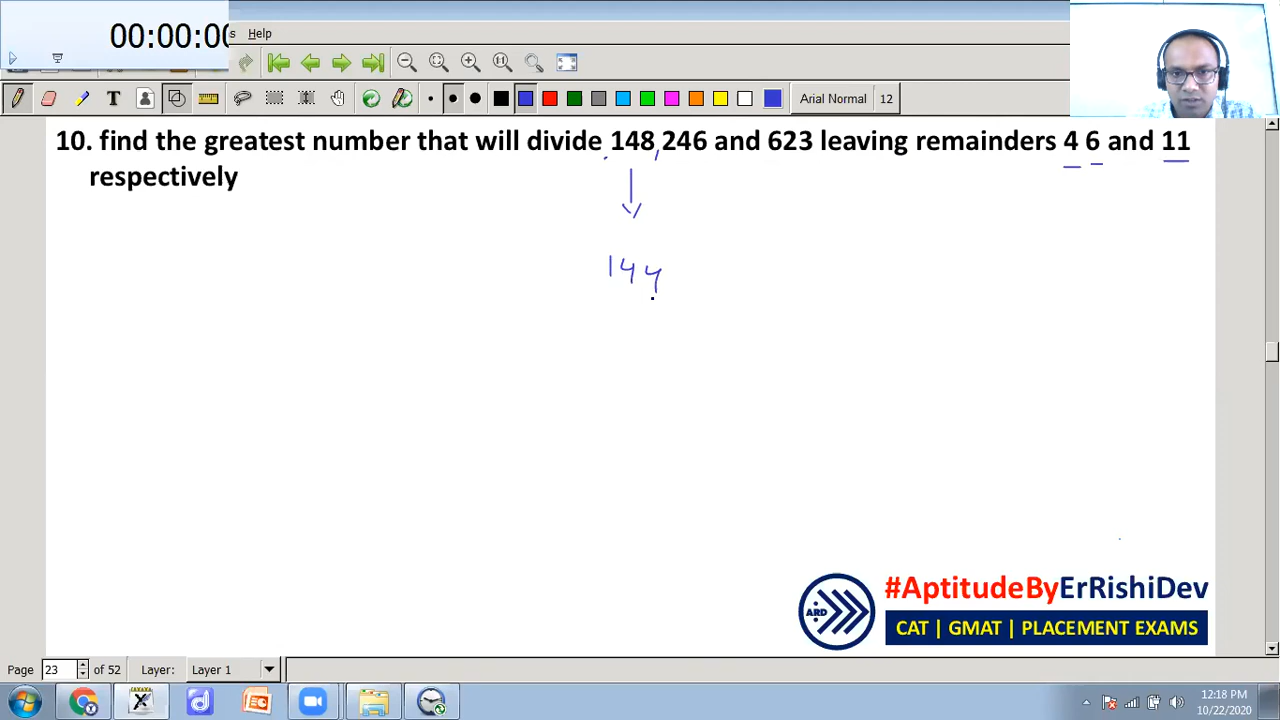 00:00:00
s Help
Arial Normal 12
10. find the greatest number that will divide 148,246 and 623 leaving remainders 4 6 and 11
respectively
144
ARD
#AptitudeByErRishiDev
CAT | GMAT | PLACEMENT EXAMS
Page 23 of 52 Layer: Layer 1
12:18 PM
10/22/2020